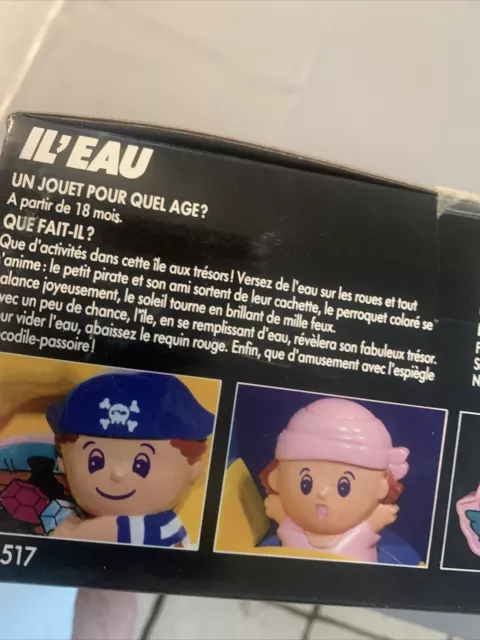 IL'EAU
UN JOUET POUR QUEL AGE?
A partir de 18 mois.
QUE FAIT-IL?
Que d'activités dans cette île aux trésors! Versez de l'eau sur les roues et tout
'anime: le petit pirate et son ami sortent de leur cachette, le perroquet coloré se
alance joyeusement, le soleil tourne en brillant de mille feux.
vec un peu de chance, l'île, en se remplissant d'eau, révèlera son fabuleux trésor.
ur vider l'eau, abaissez le requin rouge. Enfin, que d'amusement avec l'espiègle
ocodile-passoire!
517